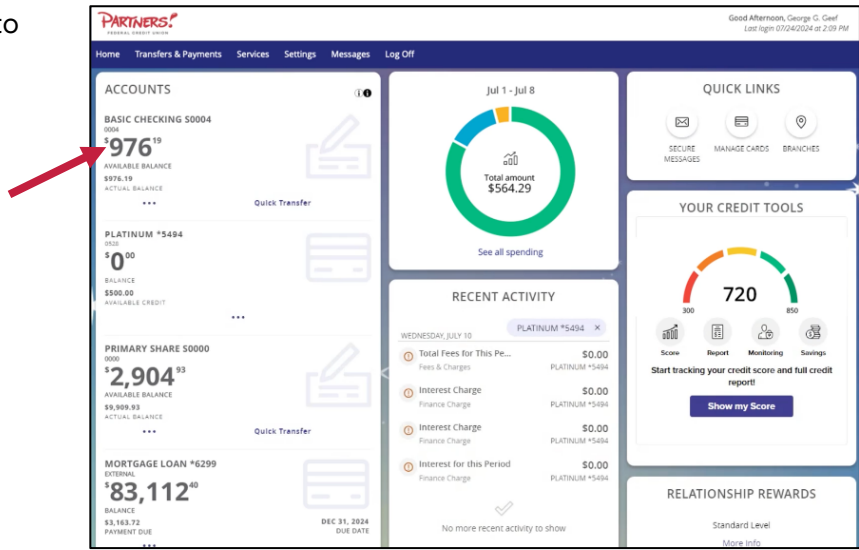 to
PARTNERS!
FEDERAL CREDIT UNION
Good Afternoon, George G. Geef
Last login 07/24/2024 at 2:09 PM
Home Transfers & Payments Services Settings Messages Log Off
ACCOUNTS
BASIC CHECKING S0004
0004
$976.19
AVAILABLE BALANCE
$976.19
ACTUAL BALANCE
Quick Transfer
PLATINUM *5494
0520
$0.00
BALANCE
$500.00
AVAILABLE CREDIT
PRIMARY SHARE S0000
0000
$2,904.93
AVAILABLE BALANCE
$9,909.93
ACTUAL BALANCE
Quick Transfer
MORTGAGE LOAN *6299
EXTERNAL
$83,112.40
BALANCE
$3,163.72 DEC 31, 2024
PAYMENT DUE DUE DATE
Jul 1 - Jul 8
Total amount
$564.29
See all spending
RECENT ACTIVITY
PLATINUM *5494 ×
WEDNESDAY, JULY 10
Total Fees for This Pe... $0.00
Fees & Charges PLATINUM *5494
Interest Charge $0.00
Finance Charge PLATINUM *5494
Interest Charge $0.00
Finance Charge PLATINUM *5494
Interest for this Period $0.00
Finance Charge PLATINUM *5494
No more recent activity to show
QUICK LINKS
SECURE MANAGE CARDS BRANCHES
MESSAGES
YOUR CREDIT TOOLS
720
300 850
Score Report Monitoring Savings
Start tracking your credit score and full credit
report!
Show my Score
RELATIONSHIP REWARDS
Standard Level
More Info